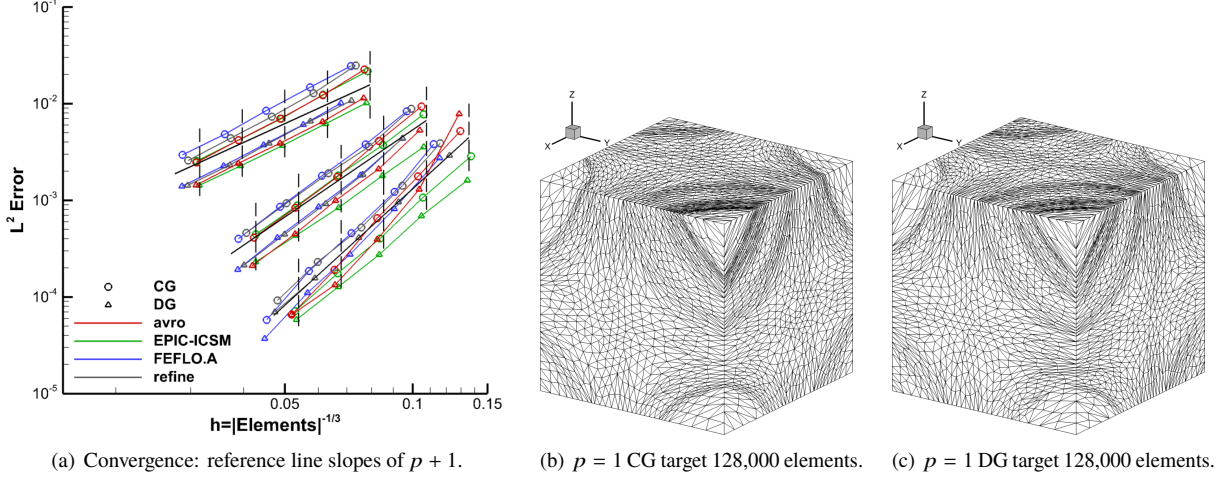 10⁻¹
10⁻²
10⁻³
10⁻⁴
10⁻⁵
L² Error
CG
DG
avro
EPIC-ICSM
FEFLO.A
refine
0.05
0.1
0.15
h=|Elements|⁻¹/³
Z
X
Y
Z
X
Y
(a) Convergence: reference line slopes of p + 1.
(b) p = 1 CG target 128,000 elements.
(c) p = 1 DG target 128,000 elements.